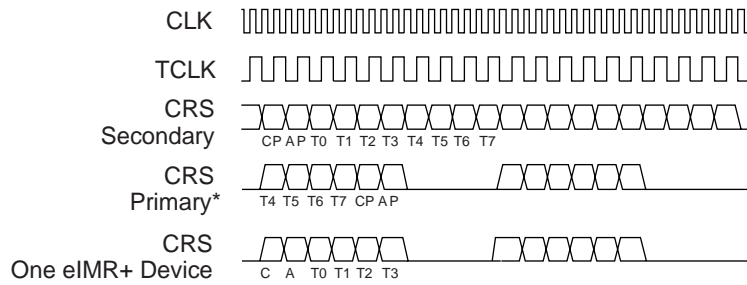 CLK
TCLK
CRS
Secondary
CP AP T0 T1 T2 T3 T4 T5 T6 T7
CRS
Primary*
T4 T5 T6 T7 CP AP
CRS
One eIMR+ Device
C A T0 T1 T2 T3